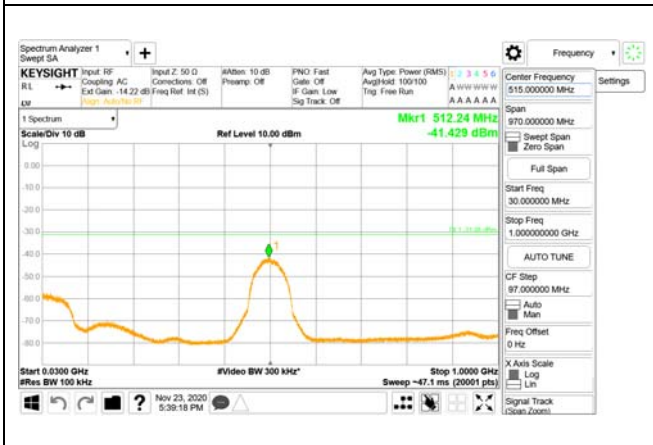 Spectrum Analyzer 1
Swept SA
+
Frequency
KEYSIGHT
Input: RF
Coupling: AC
Ext Gain: -14.22 dB
Align: Auto/No RF
Input Z: 50 Ω
Corrections: Off
Freq Ref: Int (S)
#Atten: 10 dB
Preamp: Off
PNO: Fast
Gate: Off
IF Gain: Low
Sig Track: Off
Avg Type: Power (RMS)
Avg|Hold: 100/100
Trig: Free Run
1 2 3 4 5 6
A W W W W W
A A A A A A
RL
1 Spectrum
Scale/Div 10 dB
Ref Level 10.00 dBm
Mkr1 512.24 MHz
-41.429 dBm
Log
0.00
-10.0
-20.0
-30.0
-40.0
-50.0
-60.0
-70.0
-80.0
1
Start 0.0300 GHz
#Res BW 100 kHz
#Video BW 300 kHz*
Stop 1.0000 GHz
Sweep ~47.1 ms (20001 pts)
Nov 23, 2020
5:39:18 PM
?
Center Frequency
515.000000 MHz
Settings
Span
970.000000 MHz
Swept Span
Zero Span
Full Span
Start Freq
30.000000 MHz
Stop Freq
1.000000000 GHz
AUTO TUNE
CF Step
97.000000 MHz
Auto
Man
Freq Offset
0 Hz
X Axis Scale
Log
Lin
Signal Track
(Span Zoom)